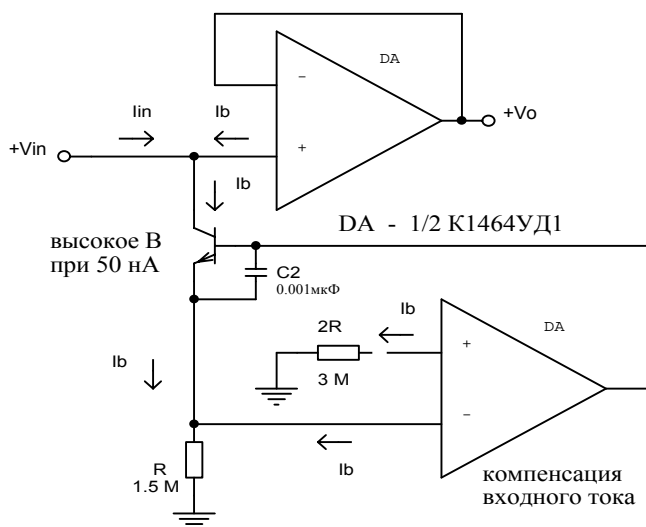 DA
−
+
Iin
Ib
+Vin
+Vo
Ib
DA - 1/2 К1464УД1
высокое B
при 50 нА
C2
0.001мкФ
Ib
2R
3 M
DA
+
−
Ib
Ib
R
1.5 M
компенсация
входного тока